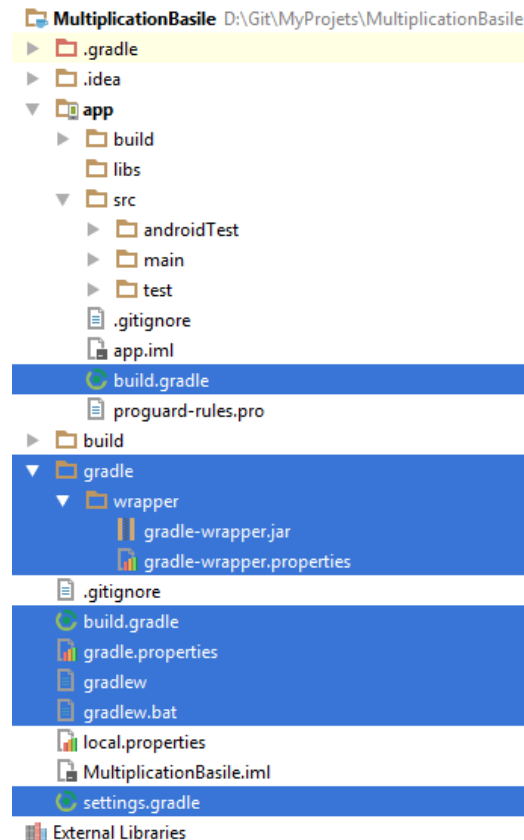 MultiplicationBasile D:\Git\MyProjets\MultiplicationBasile
.gradle
.idea
app
build
libs
src
androidTest
main
test
.gitignore
app.iml
build.gradle
proguard-rules.pro
build
gradle
wrapper
gradle-wrapper.jar
gradle-wrapper.properties
.gitignore
build.gradle
gradle.properties
gradlew
gradlew.bat
local.properties
MultiplicationBasile.iml
settings.gradle
External Libraries